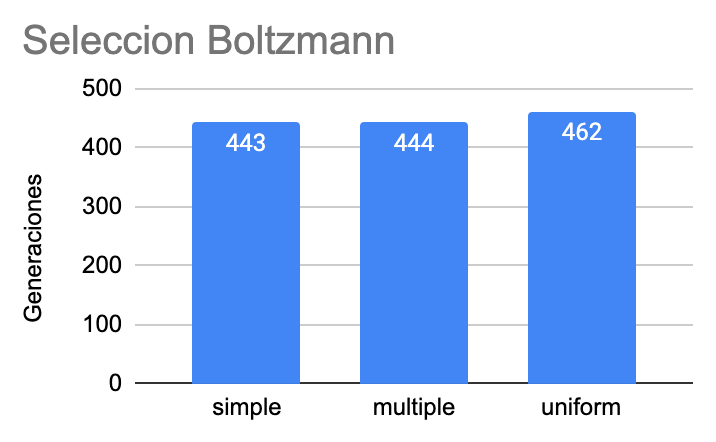 Seleccion Boltzmann
Generaciones
500
400
300
200
100
0
443
444
462
simple
multiple
uniform